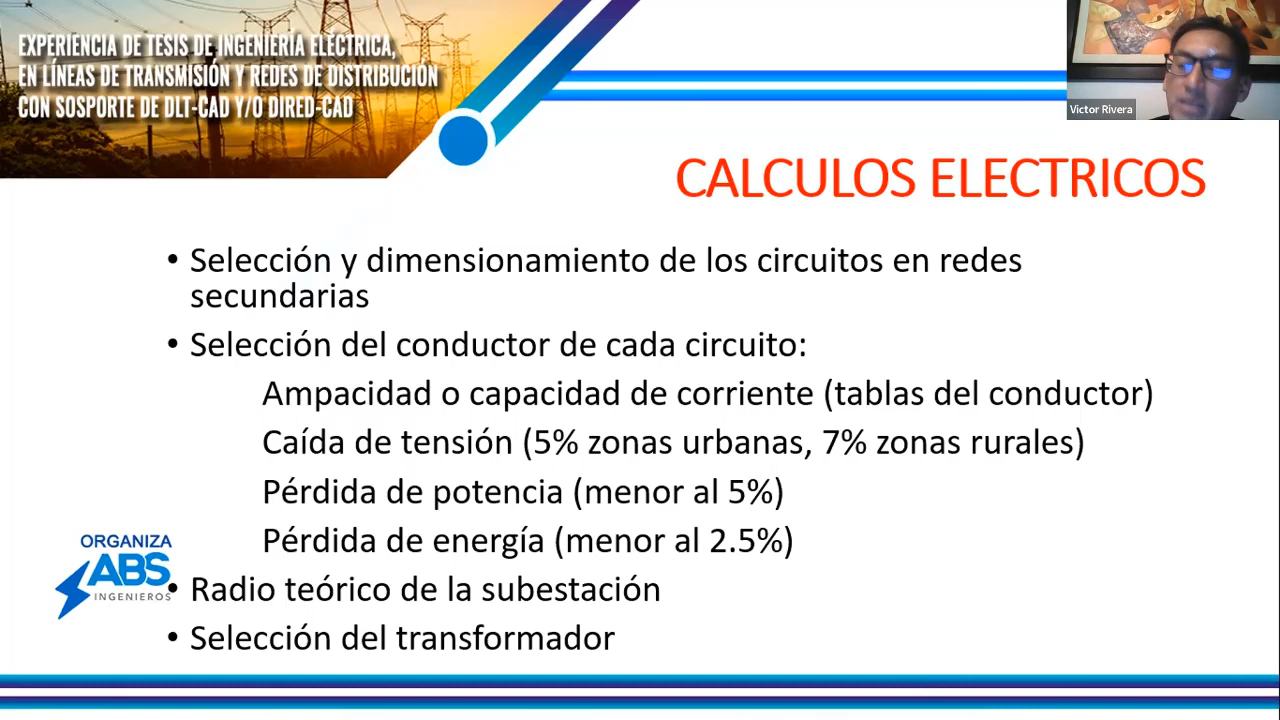 EXPERIENCIA DE TESIS DE INGENIERÍA ELÉCTRICA,
EN LÍNEAS DE TRANSMISIÓN Y REDES DE DISTRIBUCIÓN
CON SOSPORTE DE DLT-CAD Y/O DIRED-CAD
Victor Rivera
CALCULOS ELECTRICOS
• Selección y dimensionamiento de los circuitos en redes
secundarias
• Selección del conductor de cada circuito:
Ampacidad o capacidad de corriente (tablas del conductor)
Caída de tensión (5% zonas urbanas, 7% zonas rurales)
Pérdida de potencia (menor al 5%)
Pérdida de energía (menor al 2.5%)
• Radio teórico de la subestación
• Selección del transformador
ORGANIZA
ABS
INGENIEROS